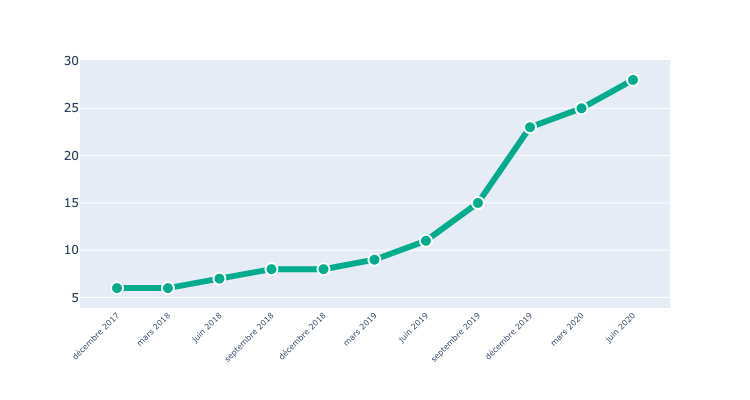 30
25
20
15
10
5
décembre 2017
mars 2018
juin 2018
septembre 2018
décembre 2018
mars 2019
juin 2019
septembre 2019
décembre 2019
mars 2020
juin 2020